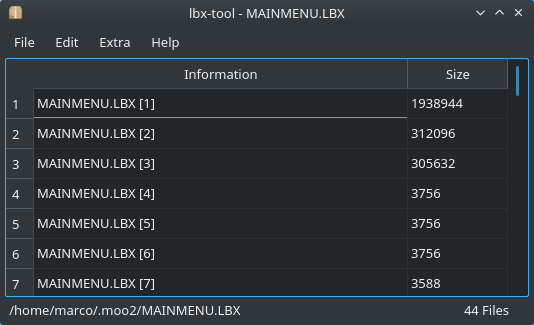 lbx-tool - MAINMENU.LBX
File Edit Extra Help
Information Size
1 MAINMENU.LBX [1] 1938944
2 MAINMENU.LBX [2] 312096
3 MAINMENU.LBX [3] 305632
4 MAINMENU.LBX [4] 3756
5 MAINMENU.LBX [5] 3756
6 MAINMENU.LBX [6] 3756
7 MAINMENU.LBX [7] 3588
/home/marco/.moo2/MAINMENU.LBX 44 Files